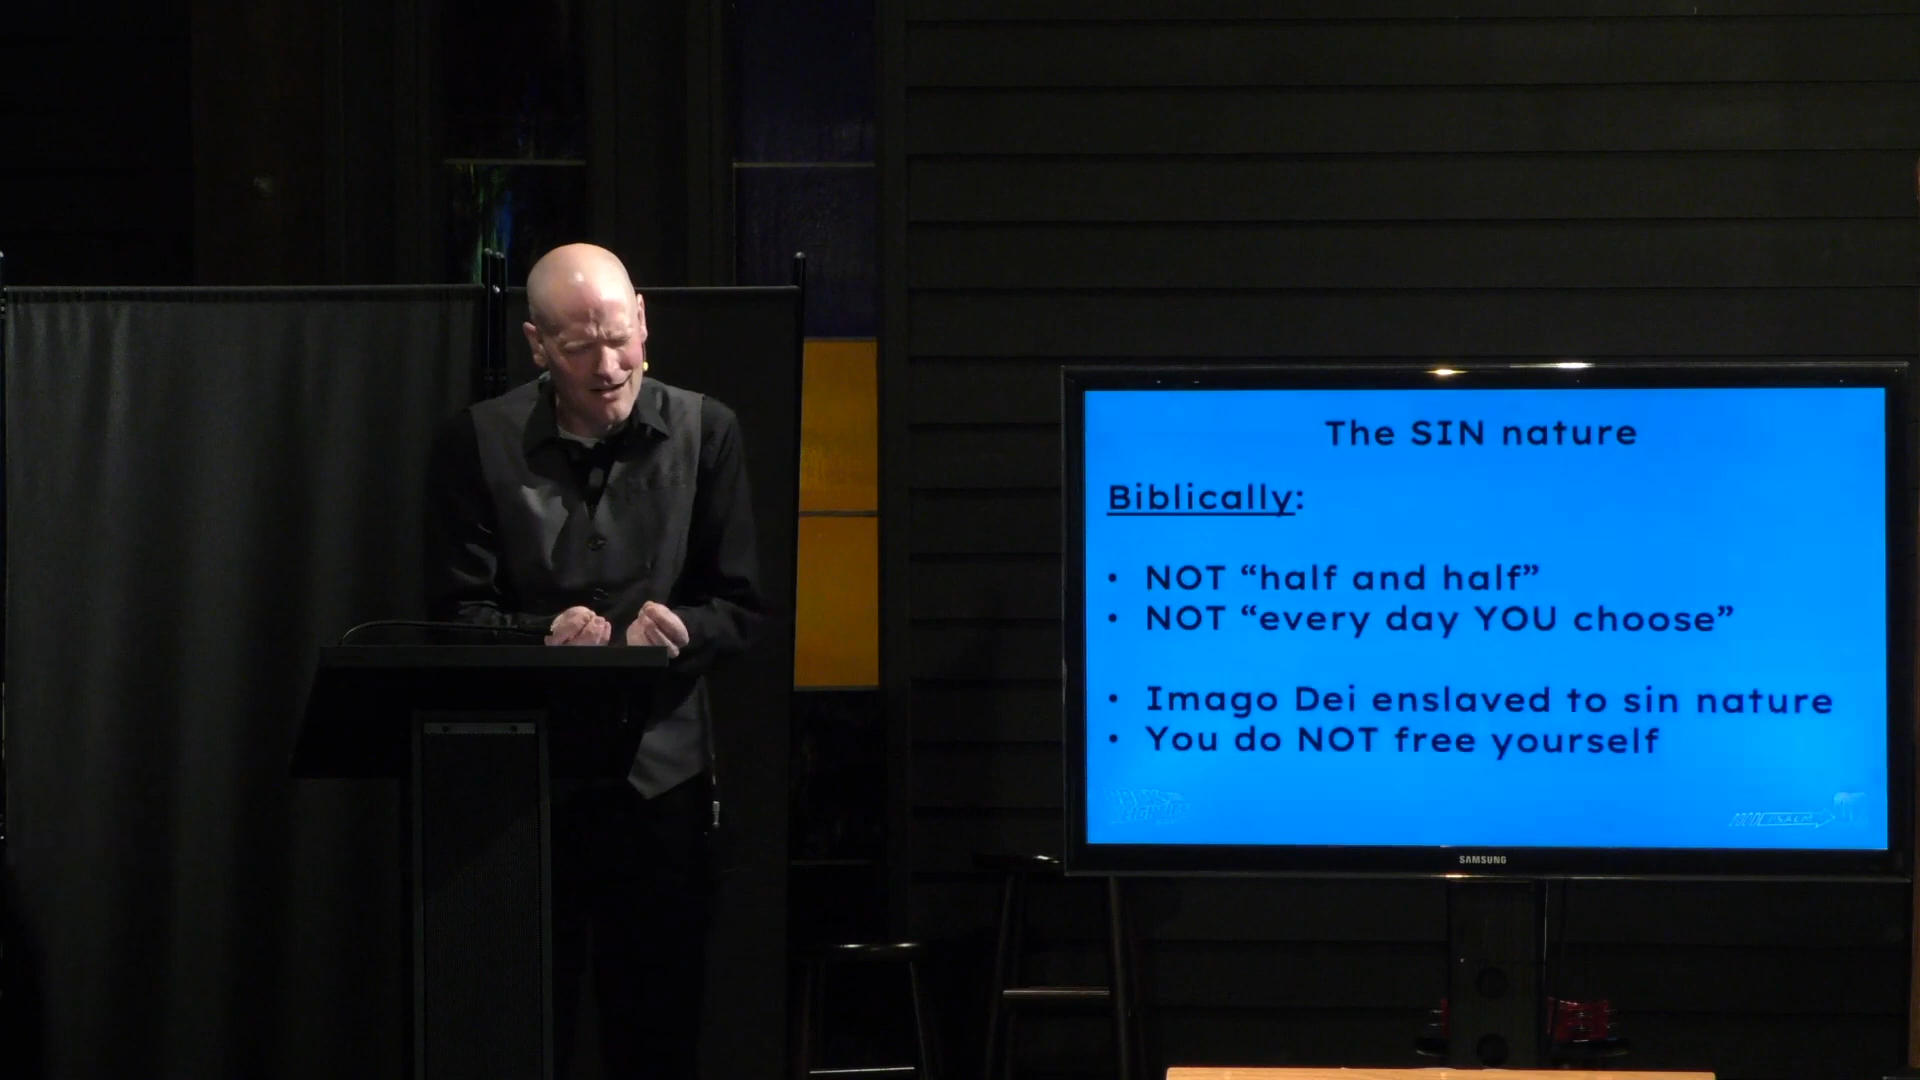 The SIN nature
Biblically:
• NOT “half and half”
• NOT “every day YOU choose”
• Imago Dei enslaved to sin nature
• You do NOT free yourself
SAMSUNG